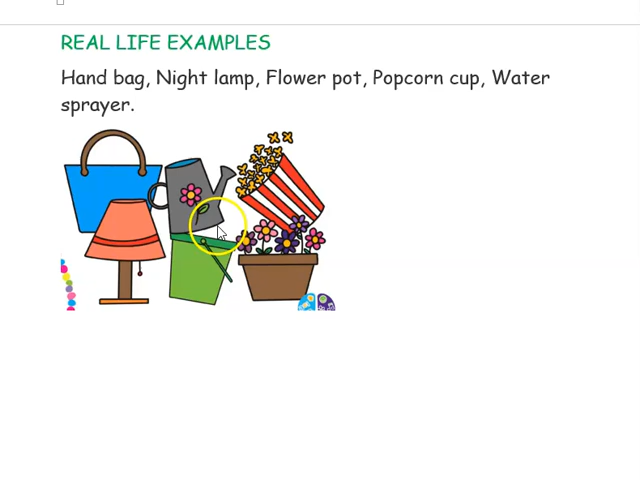 REAL LIFE EXAMPLES
Hand bag, Night lamp, Flower pot, Popcorn cup, Water
sprayer.